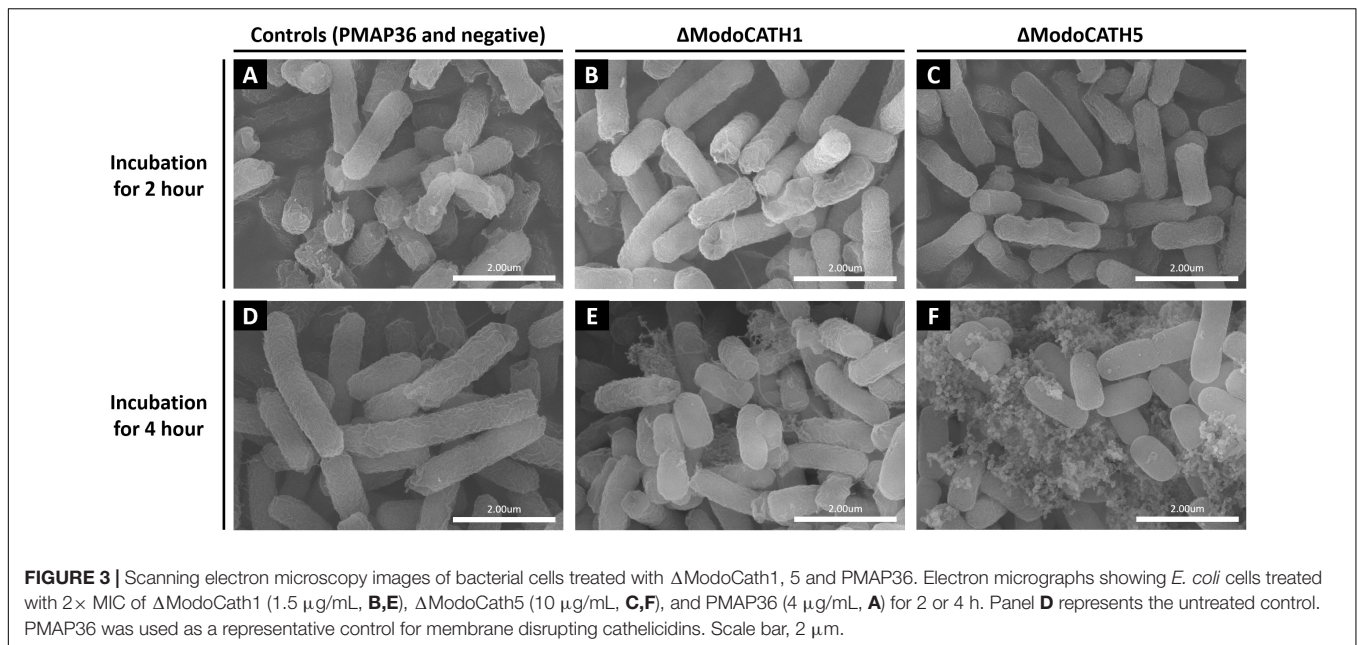 Controls (PMAP36 and negative)
ΔModoCATH1
ΔModoCATH5
Incubation
for 2 hour
A
2.00um
B
2.00um
C
2.00um
Incubation
for 4 hour
D
2.00um
E
2.00um
F
2.00um
FIGURE 3 | Scanning electron microscopy images of bacterial cells treated with ΔModoCath1, 5 and PMAP36. Electron micrographs showing E. coli cells treated
with 2× MIC of ΔModoCath1 (1.5 μg/mL, B,E), ΔModoCath5 (10 μg/mL, C,F), and PMAP36 (4 μg/mL, A) for 2 or 4 h. Panel D represents the untreated control.
PMAP36 was used as a representative control for membrane disrupting cathelicidins. Scale bar, 2 μm.